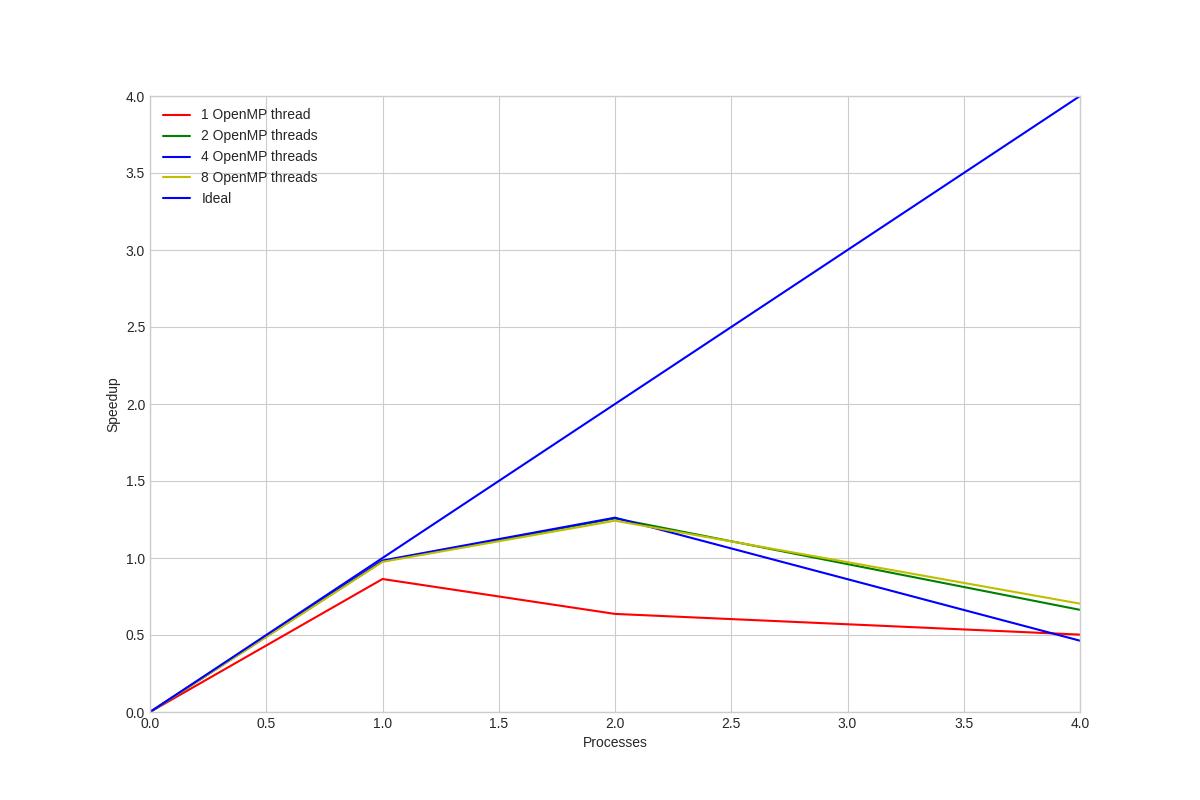 4.0
3.5
3.0
2.5
2.0
1.5
1.0
0.5
0.0
Speedup
1 OpenMP thread
2 OpenMP threads
4 OpenMP threads
8 OpenMP threads
Ideal
0.0 0.5 1.0 1.5 2.0 2.5 3.0 3.5 4.0
Processes